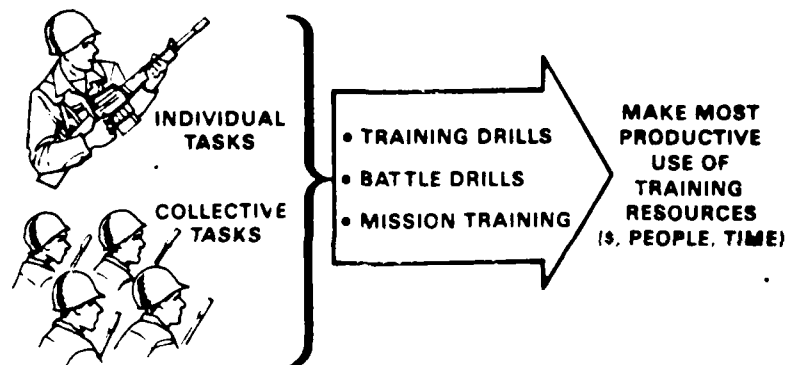 INDIVIDUAL
TASKS
COLLECTIVE
TASKS
• TRAINING DRILLS
• BATTLE DRILLS
• MISSION TRAINING
MAKE MOST
PRODUCTIVE
USE OF
TRAINING
RESOURCES
($, PEOPLE, TIME)